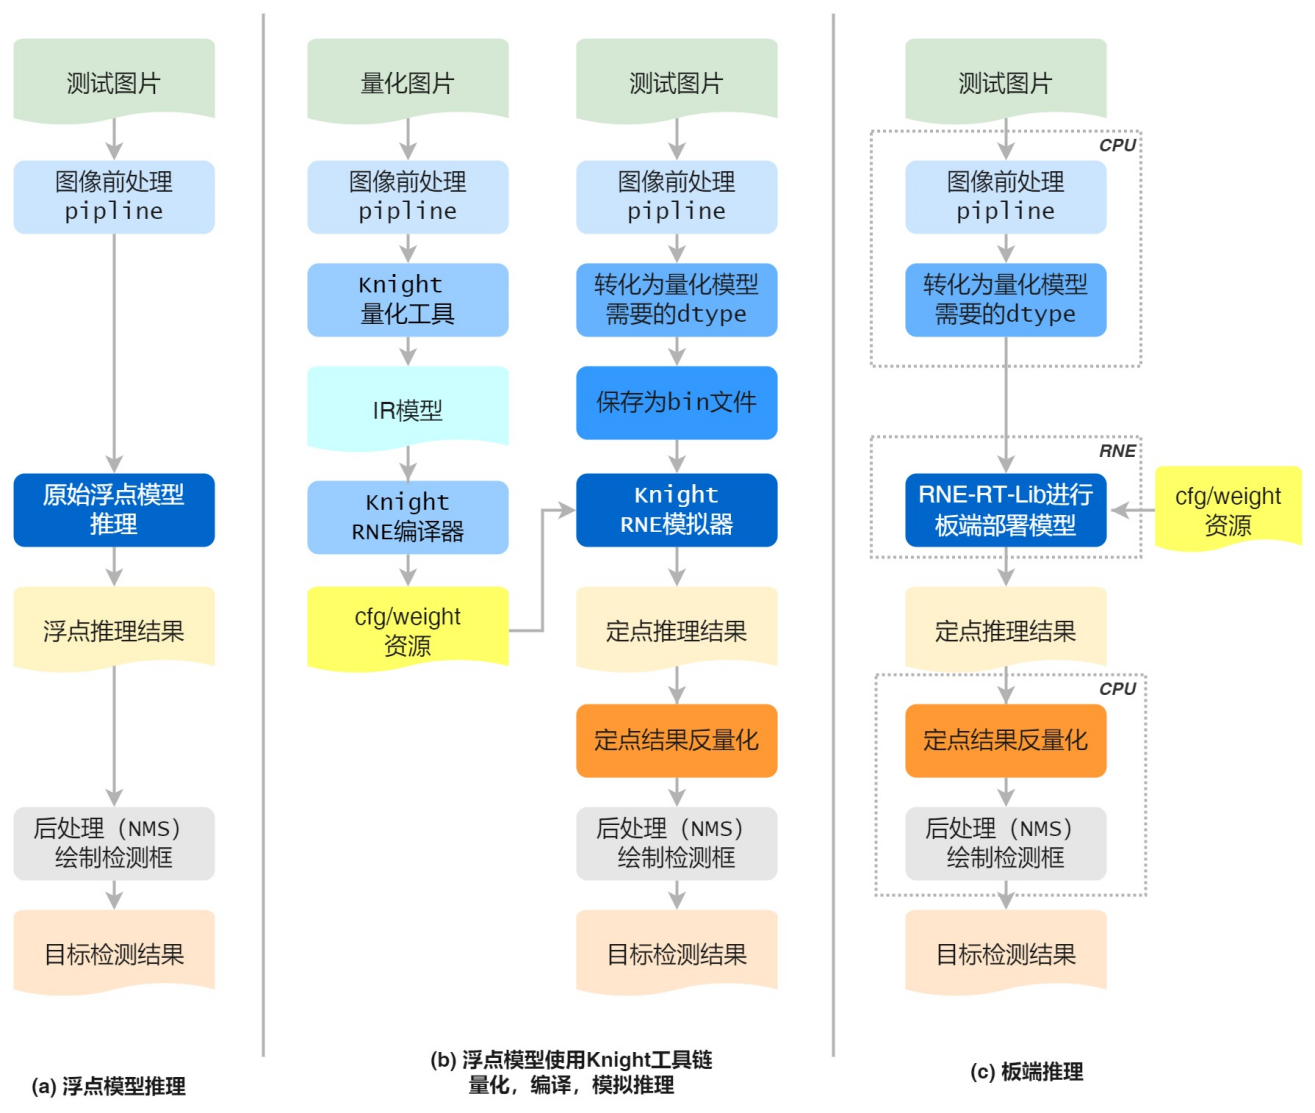 测试图片
图像前处理
pipline
原始浮点模型
推理
浮点推理结果
后处理（NMS）
绘制检测框
目标检测结果
(a) 浮点模型推理
量化图片
图像前处理
pipline
Knight
量化工具
IR模型
Knight
RNE编译器
cfg/weight
资源
测试图片
图像前处理
pipline
转化为量化模型
需要的dtype
保存为bin文件
Knight
RNE模拟器
定点推理结果
定点结果反量化
后处理（NMS）
绘制检测框
目标检测结果
(b) 浮点模型使用Knight工具链
量化，编译，模拟推理
测试图片
CPU
图像前处理
pipline
转化为量化模型
需要的dtype
RNE
RNE-RT-Lib进行
板端部署模型
cfg/weight
资源
定点推理结果
CPU
定点结果反量化
后处理（NMS）
绘制检测框
目标检测结果
(c) 板端推理